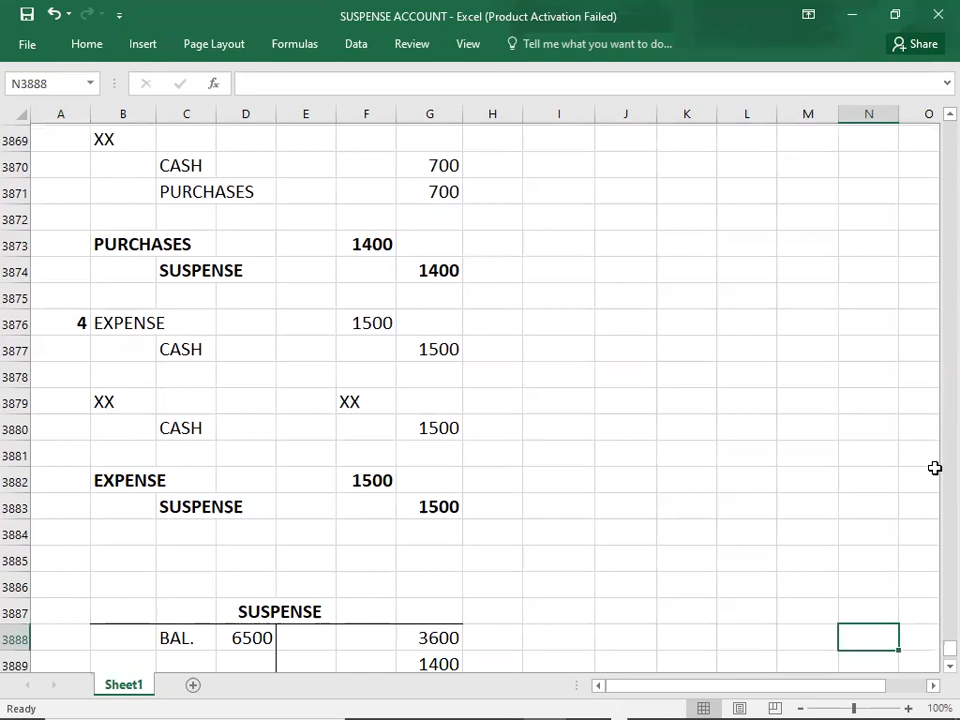 SUSPENSE ACCOUNT - Excel (Product Activation Failed)
File Home Insert Page Layout Formulas Data Review View Tell me what you want to do... Share
N3888 fx
A B C D E F G H I J K L M N O
3869 XX
3870 CASH 700
3871 PURCHASES 700
3872
3873 PURCHASES 1400
3874 SUSPENSE 1400
3875
3876 4 EXPENSE 1500
3877 CASH 1500
3878
3879 XX XX
3880 CASH 1500
3881
3882 EXPENSE 1500
3883 SUSPENSE 1500
3884
3885
3886
3887 SUSPENSE
3888 BAL. 6500 3600
3889 1400
Sheet1
Ready 100%